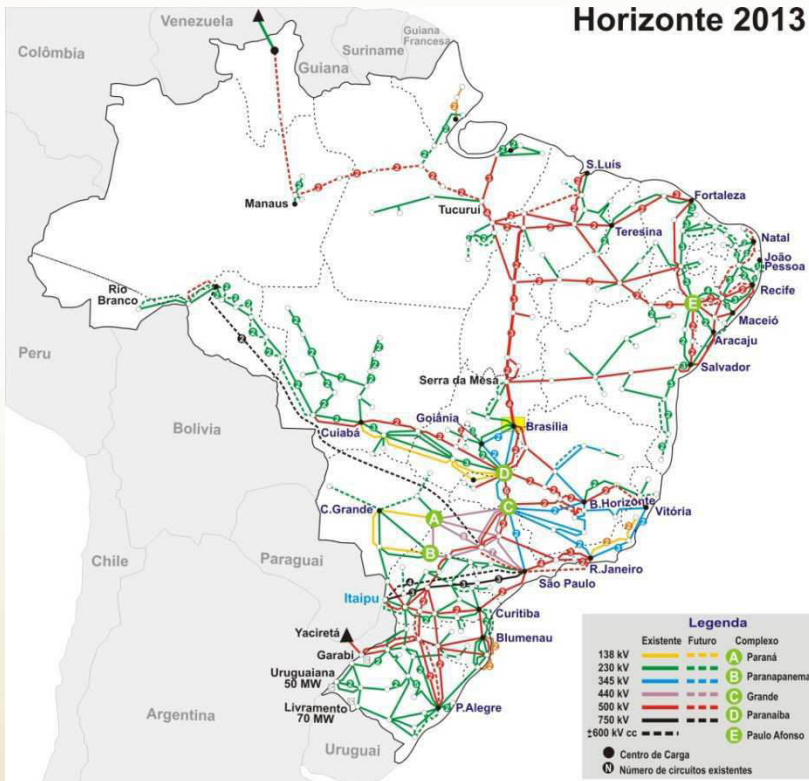 Horizonte 2013
Venezuela
Colômbia
Guiana
Suriname
Guiana
Francesa
Manaus
Tucuruí
S.Luís
Fortaleza
Teresina
Natal
João
Pessoa
Recife
Maceió
Aracaju
Salvador
E
Rio
Branco
Peru
Serra da Mesa
Bolívia
Cuiabá
Goiânia
Brasília
D
C.Grande
A
B
C
B.Horizonte
Vitória
Chile
Paraguai
São Paulo
R.Janeiro
Itaipu
Curitiba
Yaciretá
Garabi
Blumenau
Uruguaiana
50 MW
Livramento
70 MW
P.Alegre
Argentina
Uruguai
Legenda
Existente Futuro Complexo
138 kV A Paraná
230 kV B Paranapanema
345 kV C Grande
440 kV D Paranaíba
500 kV E Paulo Afonso
750 kV
±600 kV cc
Centro de Carga
N Número de circuitos existentes